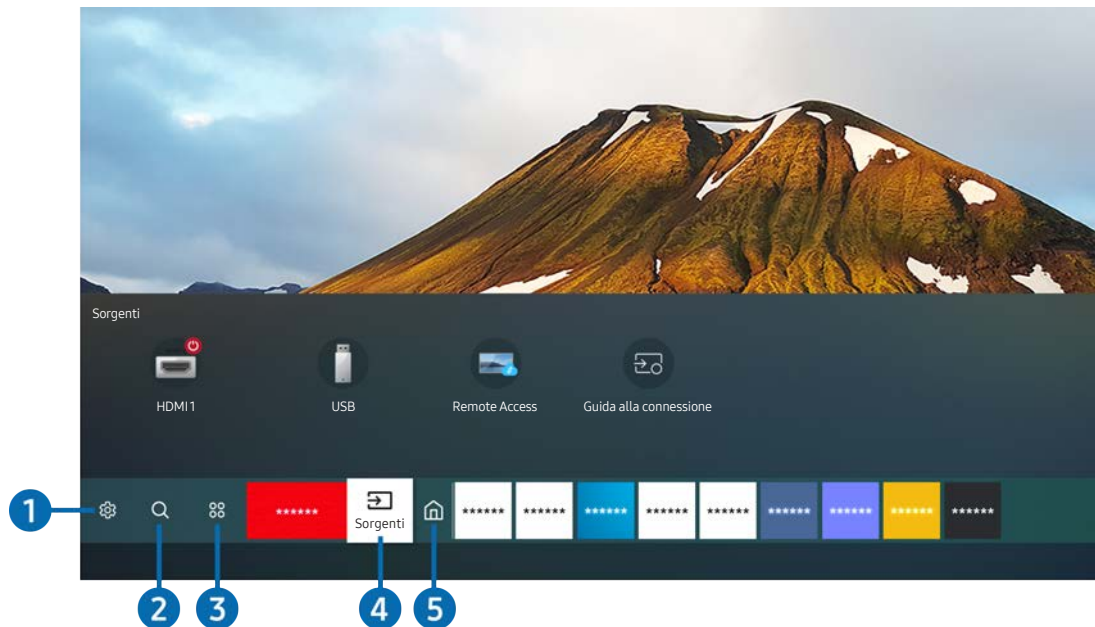 Sorgenti
HDMI 1
USB
Remote Access
Guida alla connessione
1
******
Sorgenti
****** ****** ****** ****** ****** ****** ****** ****** ******
2 3 4 5